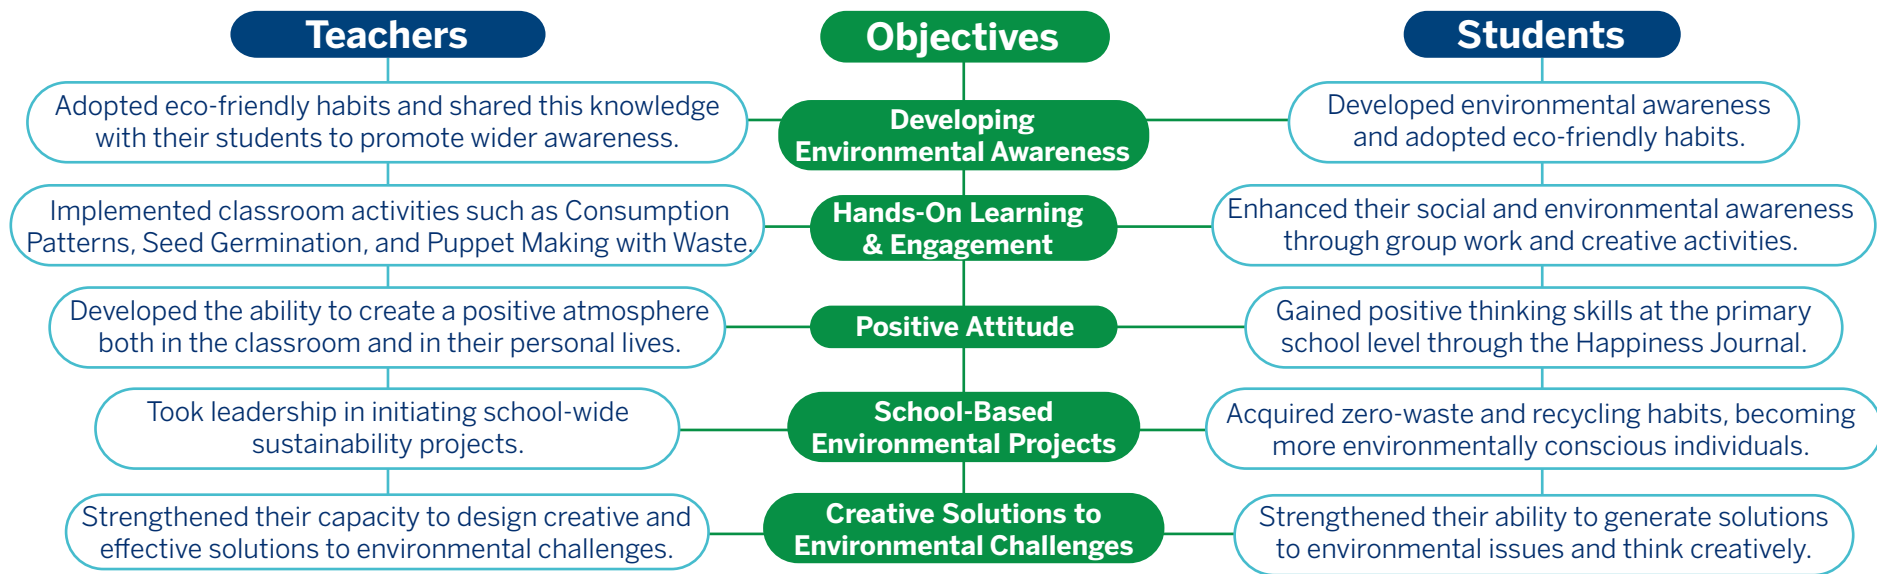 Teachers
Objectives
Students
Adopted eco-friendly habits and shared this knowledge
with their students to promote wider awareness.
Developing
Environmental Awareness
Developed environmental awareness
and adopted eco-friendly habits.
Implemented classroom activities such as Consumption
Patterns, Seed Germination, and Puppet Making with Waste.
Hands-On Learning
& Engagement
Enhanced their social and environmental awareness
through group work and creative activities.
Developed the ability to create a positive atmosphere
both in the classroom and in their personal lives.
Positive Attitude
Gained positive thinking skills at the primary
school level through the Happiness Journal.
Took leadership in initiating school-wide
sustainability projects.
School-Based
Environmental Projects
Acquired zero-waste and recycling habits, becoming
more environmentally conscious individuals.
Strengthened their capacity to design creative and
effective solutions to environmental challenges.
Creative Solutions to
Environmental Challenges
Strengthened their ability to generate solutions
to environmental issues and think creatively.